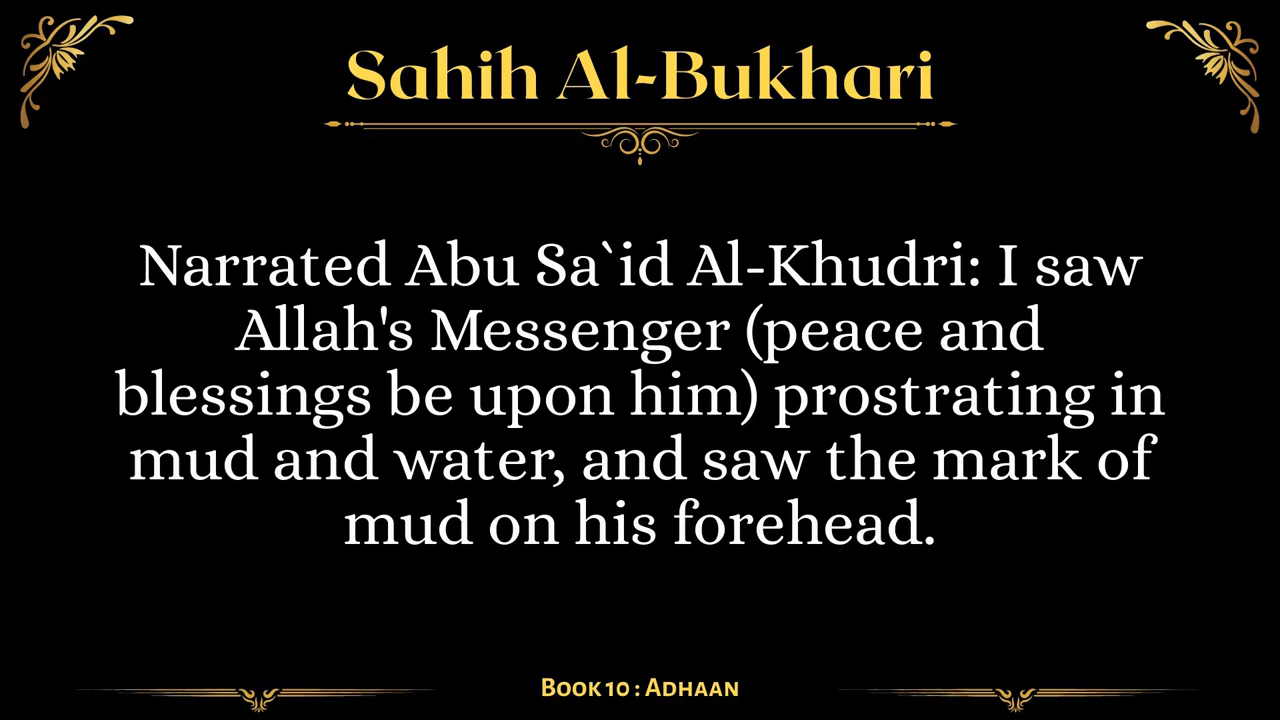 Sahih Al-Bukhari
Narrated Abu Sa`id Al-Khudri: I saw
Allah's Messenger (peace and
blessings be upon him) prostrating in
mud and water, and saw the mark of
mud on his forehead.
Book 10 : Adhaan